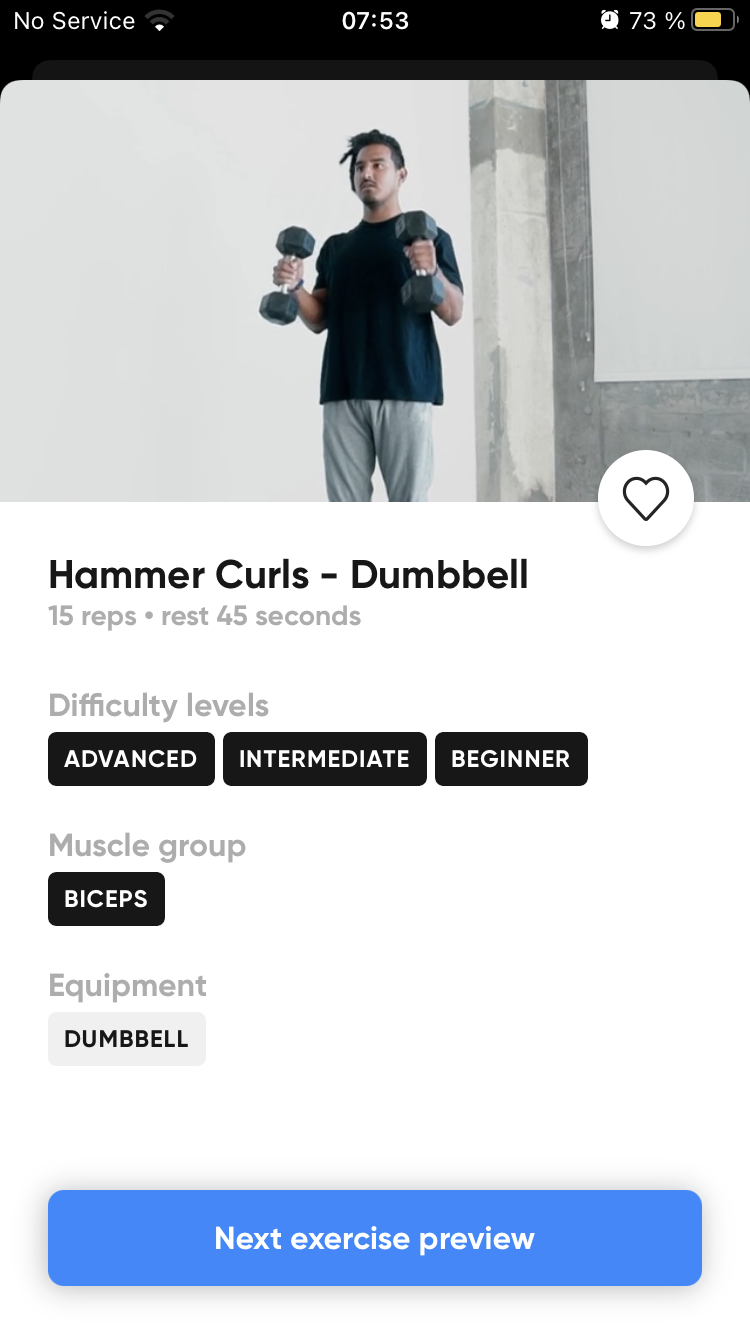 No Service 07:53 73 %
Hammer Curls - Dumbbell
15 reps • rest 45 seconds
Difficulty levels
ADVANCED INTERMEDIATE BEGINNER
Muscle group
BICEPS
Equipment
DUMBBELL
Next exercise preview